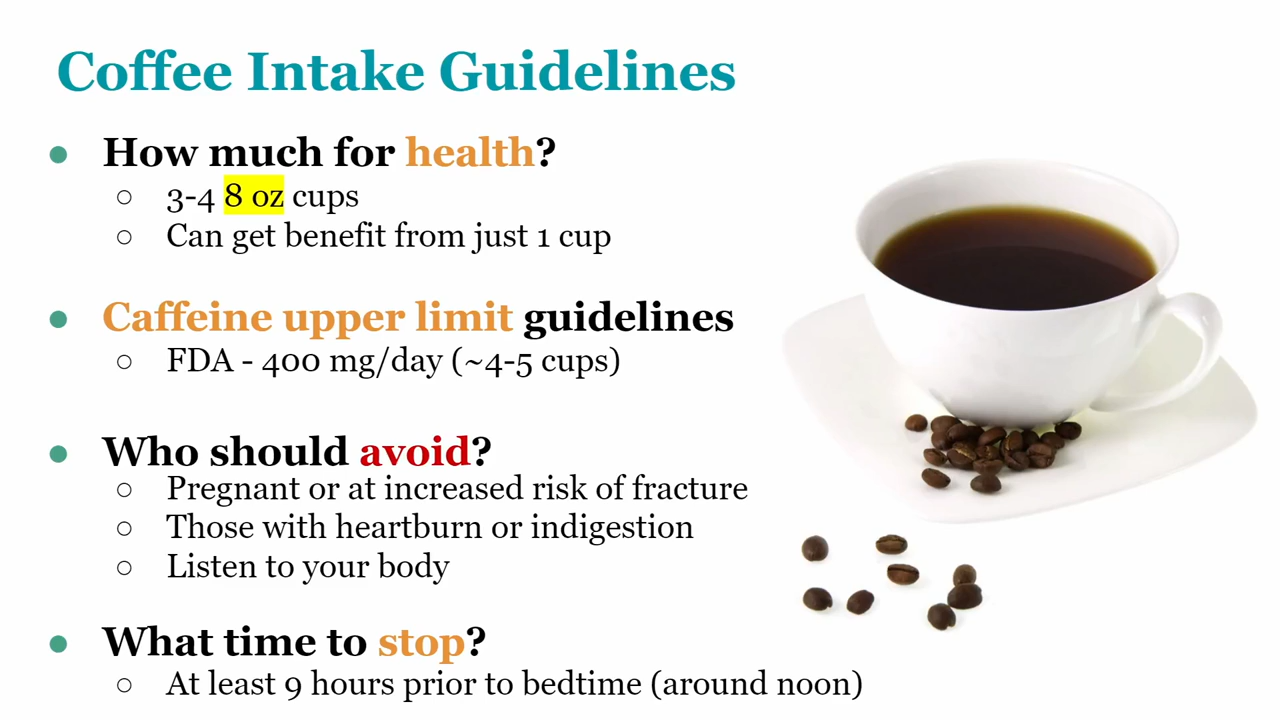 Coffee Intake Guidelines
● How much for health?
○ 3-4 8 oz cups
○ Can get benefit from just 1 cup
● Caffeine upper limit guidelines
○ FDA - 400 mg/day (~4-5 cups)
● Who should avoid?
○ Pregnant or at increased risk of fracture
○ Those with heartburn or indigestion
○ Listen to your body
● What time to stop?
○ At least 9 hours prior to bedtime (around noon)